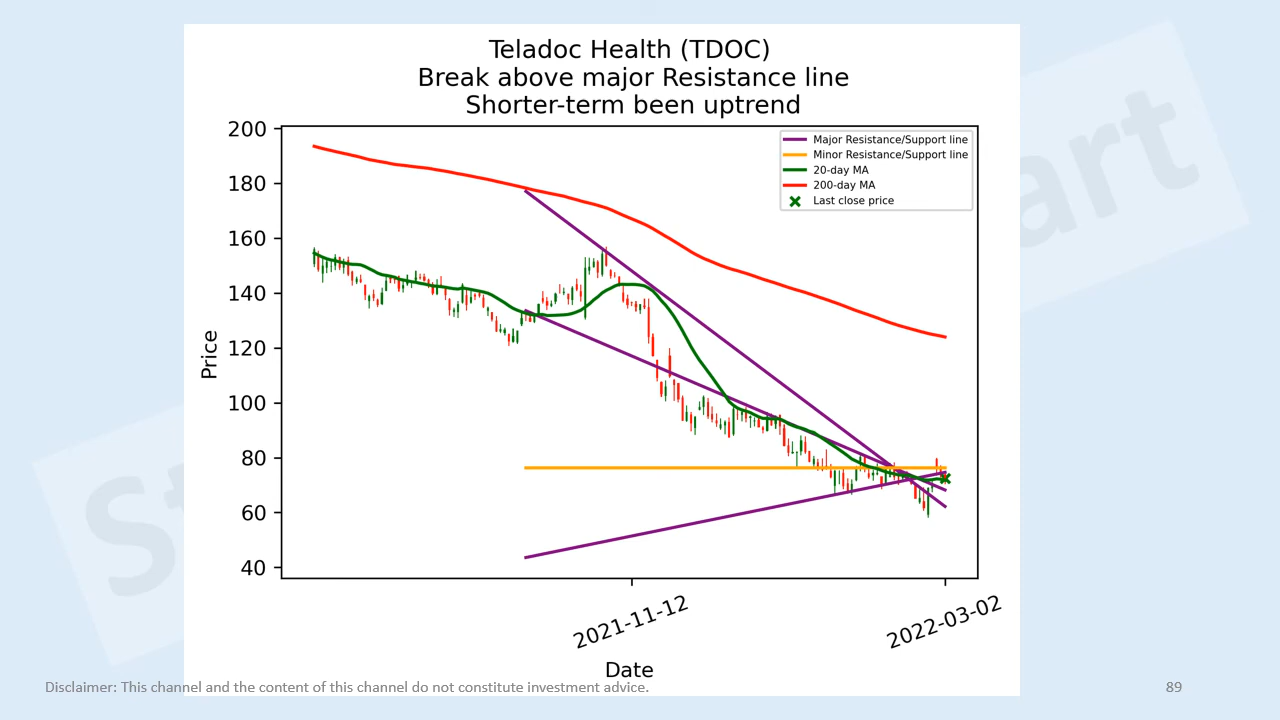 Teladoc Health (TDOC)
Break above major Resistance line
Shorter-term been uptrend
200
180
160
140
120
100
80
60
40
Price
Major Resistance/Support line
Minor Resistance/Support line
20-day MA
200-day MA
Last close price
2021-11-12
2022-03-02
Date
Disclaimer: This channel and the content of this channel do not constitute investment advice.
89